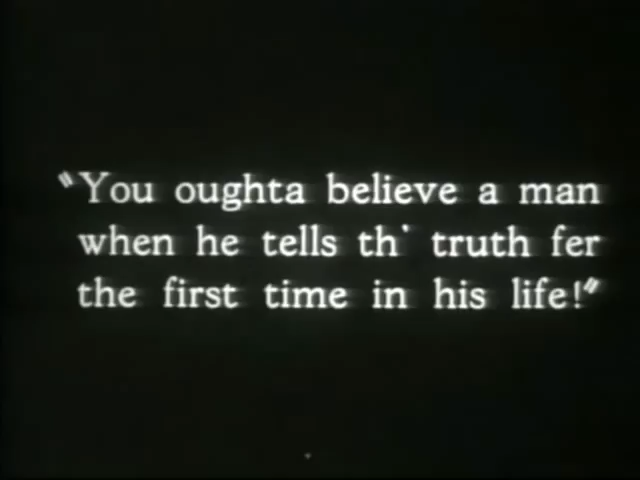 "You oughta believe a man
when he tells th' truth fer
the first time in his life!"